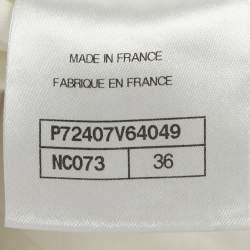 MADE IN FRANCE
FABRIQUE EN FRANCE
P72407V64049
NC073 36